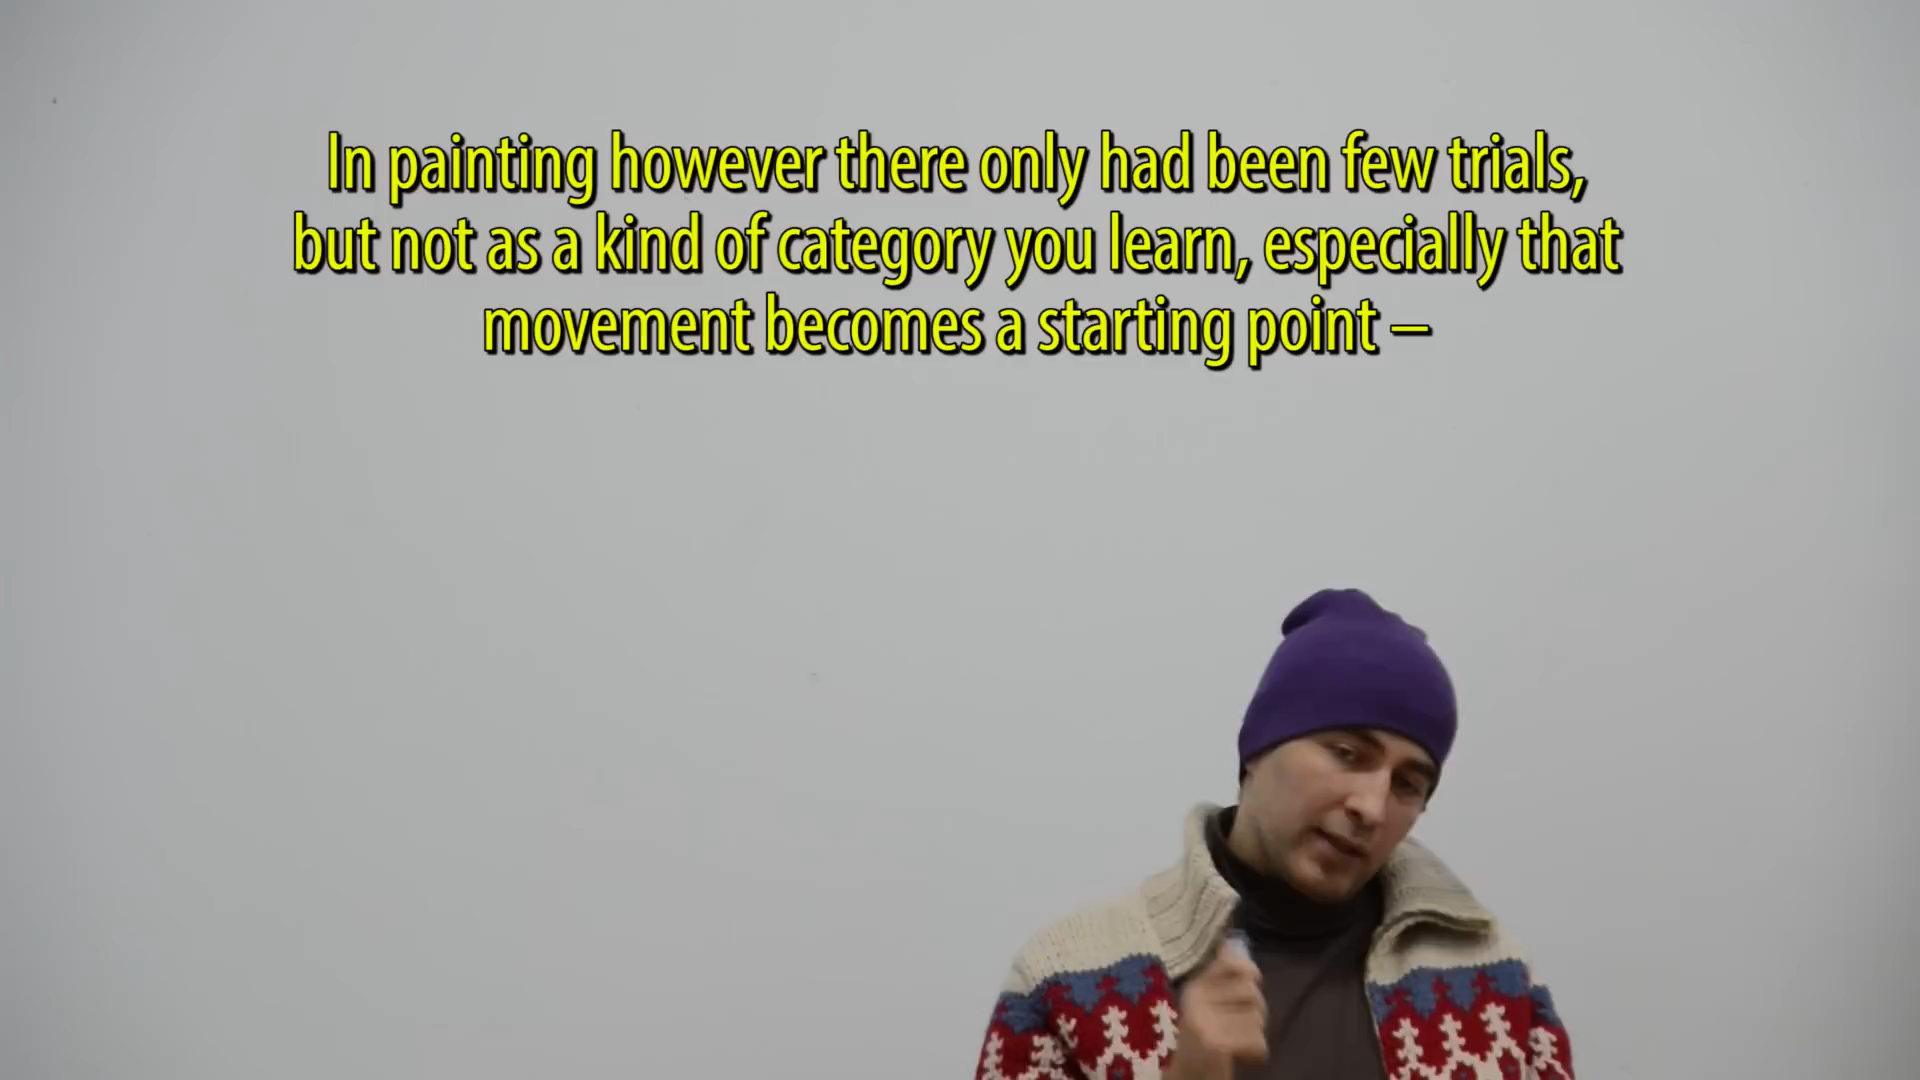 In painting however there only had been few trials,
but not as a kind of category you learn, especially that
movement becomes a starting point –